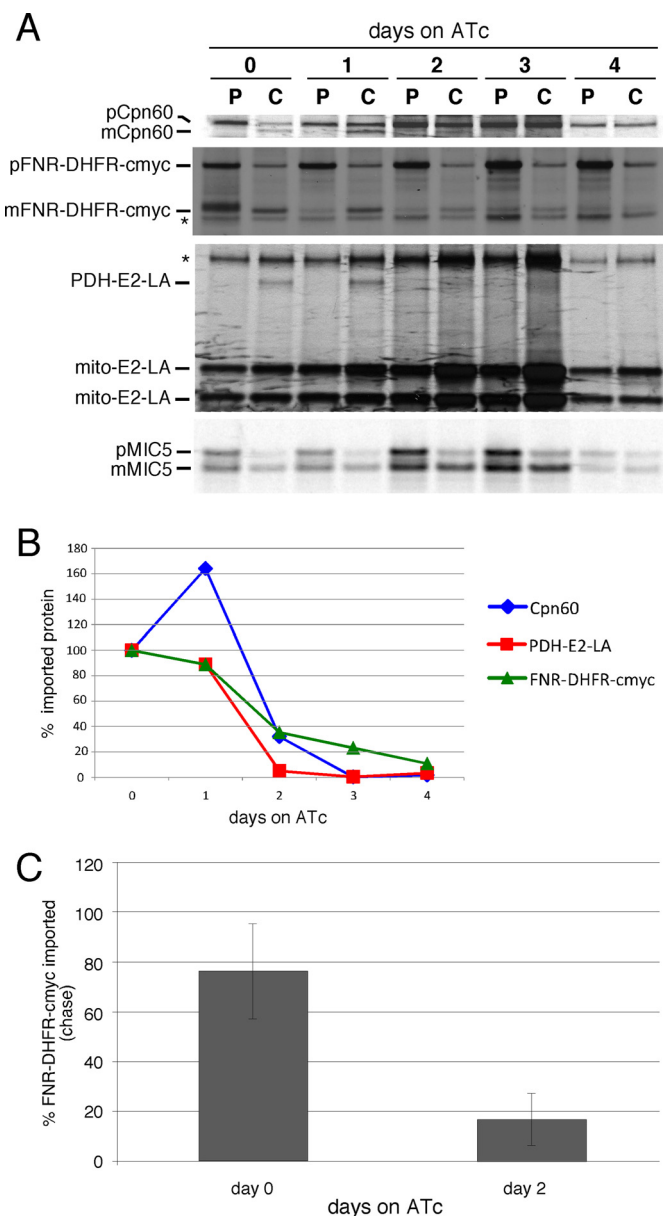 A
days on ATc
0 1 2 3 4
P C P C P C P C P C
pCpn60
mCpn60
pFNR-DHFR-cmyc
mFNR-DHFR-cmyc
*
*
PDH-E2-LA
mito-E2-LA
mito-E2-LA
pMIC5
mMIC5
B
% imported protein
180
160
140
120
100
80
60
40
20
0
0 1 2 3 4
days on ATc
Cpn60
PDH-E2-LA
FNR-DHFR-cmyc
C
% FNR-DHFR-cmyc imported
(chase)
120
100
80
60
40
20
0
day 0 day 2
days on ATc